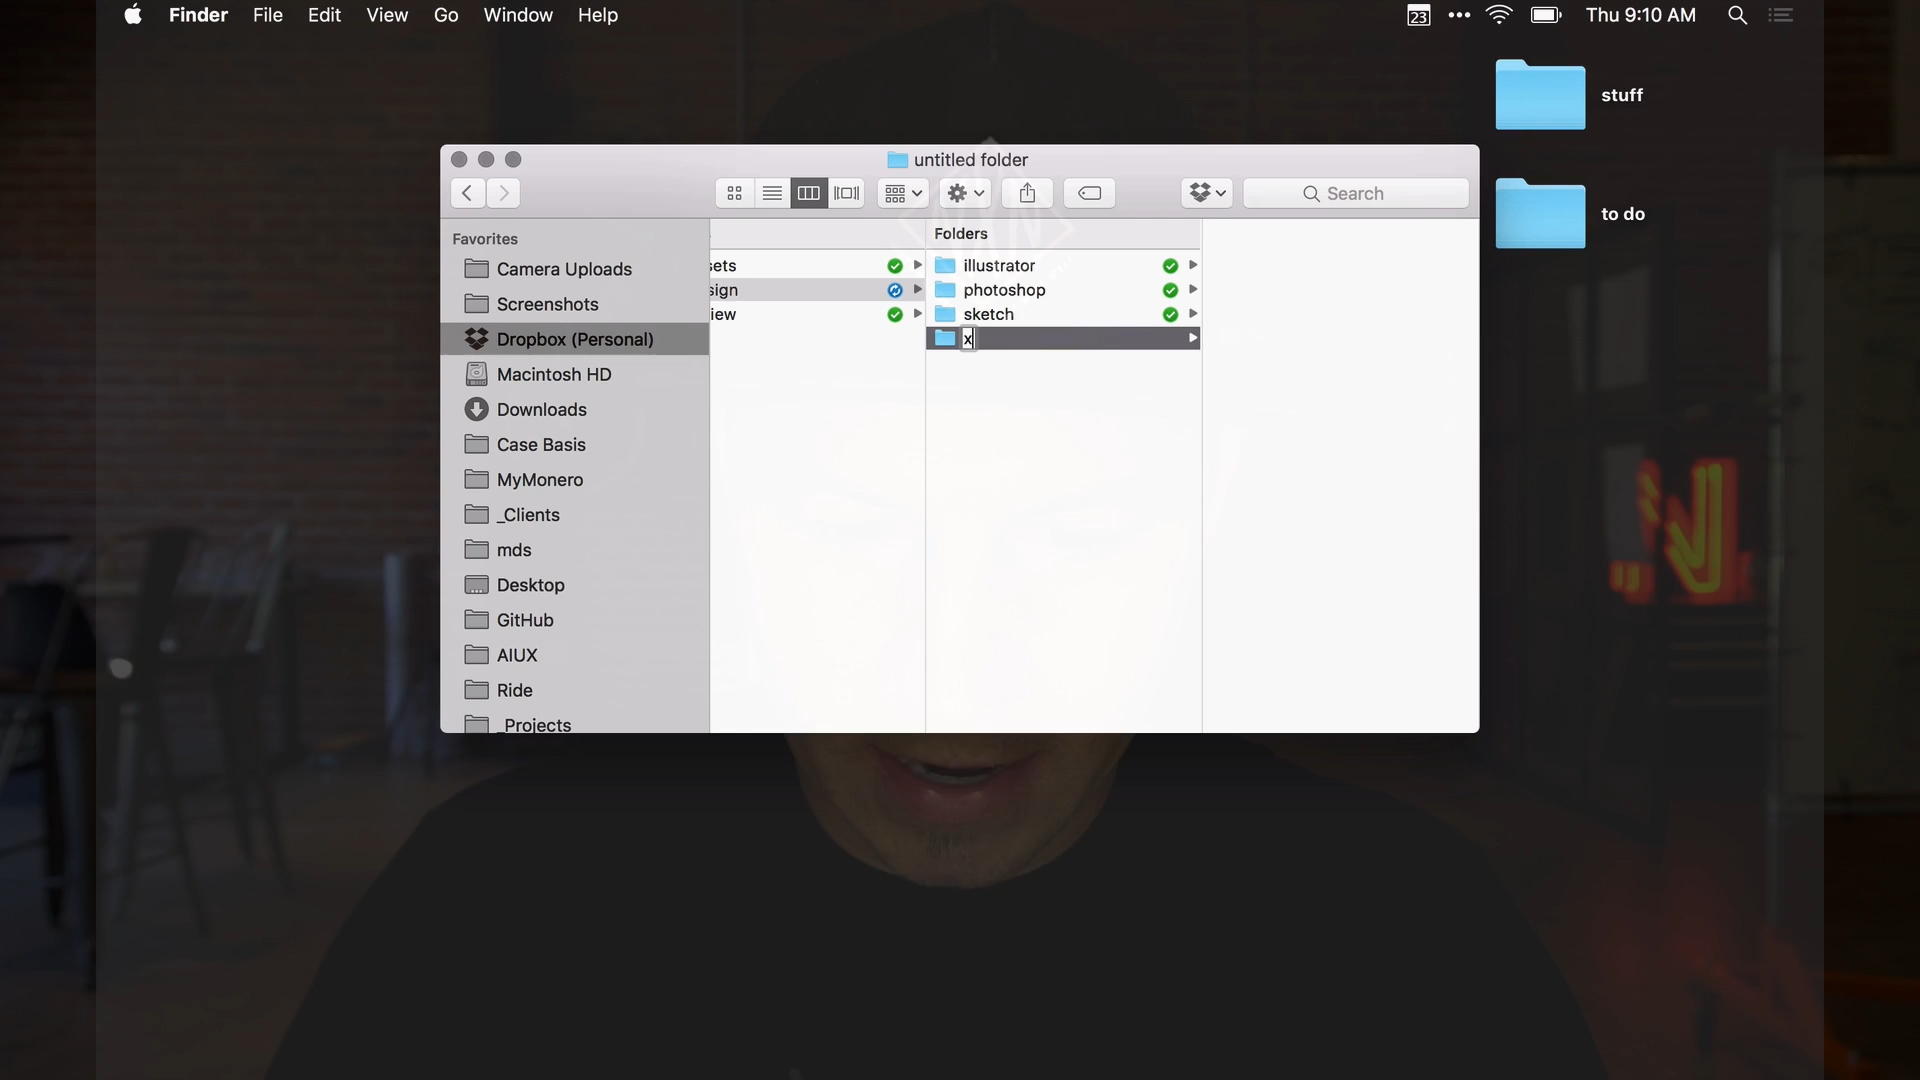 Finder File Edit View Go Window Help 23 Thu 9:10 AM
stuff
to do
untitled folder
Search
Favorites
Camera Uploads
Screenshots
Dropbox (Personal)
Macintosh HD
Downloads
Case Basis
MyMonero
_Clients
mds
Desktop
GitHub
AIUX
Ride
_Projects
sets
sign
iew
Folders
illustrator
photoshop
sketch
x